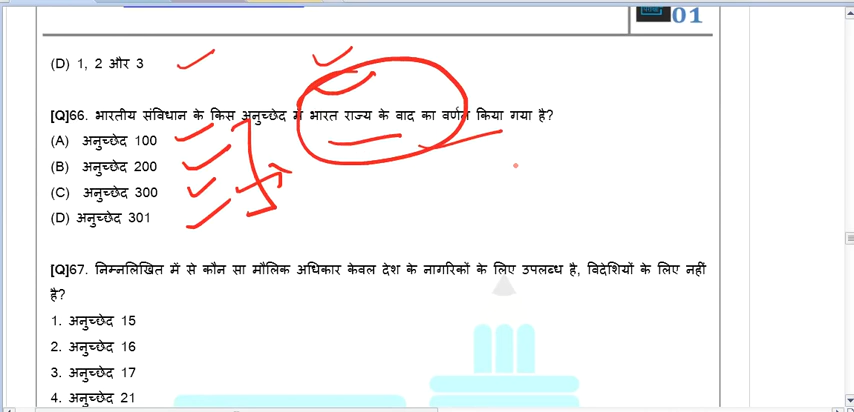 01
(D) 1, 2 और 3
[Q]66. भारतीय संविधान के किस अनुच्छेद में भारत राज्य के वाद का वर्णन किया गया है?
(A) अनुच्छेद 100
(B) अनुच्छेद 200
(C) अनुच्छेद 300
(D) अनुच्छेद 301
[Q]67. निम्नलिखित में से कौन सा मौलिक अधिकार केवल देश के नागरिकों के लिए उपलब्ध है, विदेशियों के लिए नहीं
है?
1. अनुच्छेद 15
2. अनुच्छेद 16
3. अनुच्छेद 17
4. अनुच्छेद 21